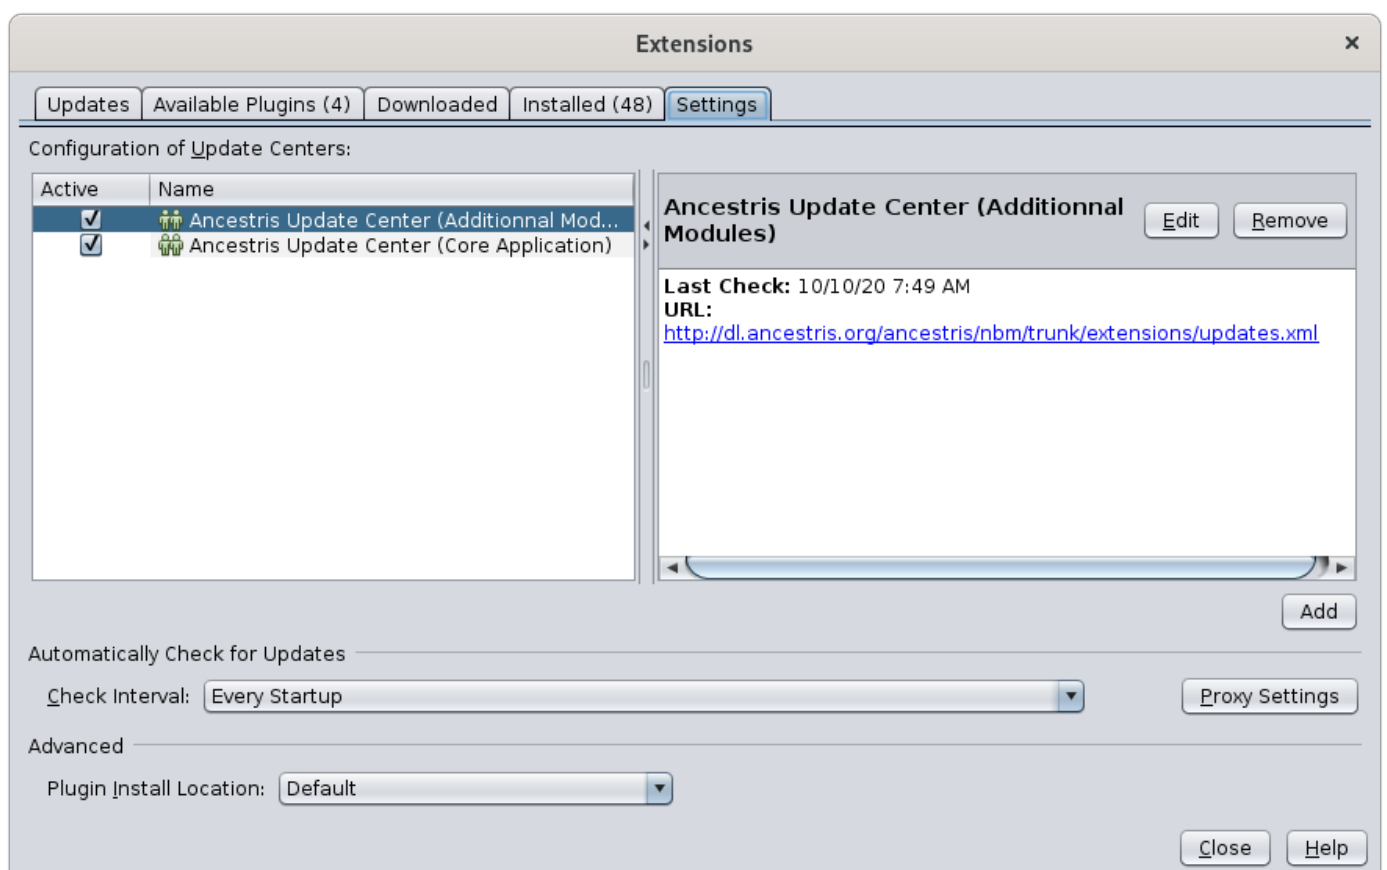 Extensions
Updates
Available Plugins (4)
Downloaded
Installed (48)
Settings
Configuration of Update Centers:
Active
Name
Ancestris Update Center (Additionnal Mod...
Ancestris Update Center (Core Application)
Ancestris Update Center (Additionnal
Modules)
Edit
Remove
Last Check: 10/10/20 7:49 AM
URL:
http://dl.ancestris.org/ancestris/nbm/trunk/extensions/updates.xml
Add
Automatically Check for Updates
Check Interval:
Every Startup
Proxy Settings
Advanced
Plugin Install Location:
Default
Close
Help